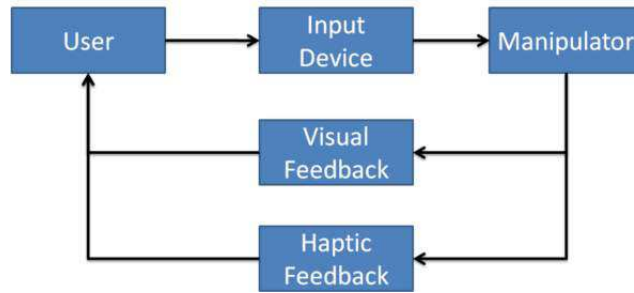 User
Input
Device
Manipulator
Visual
Feedback
Haptic
Feedback